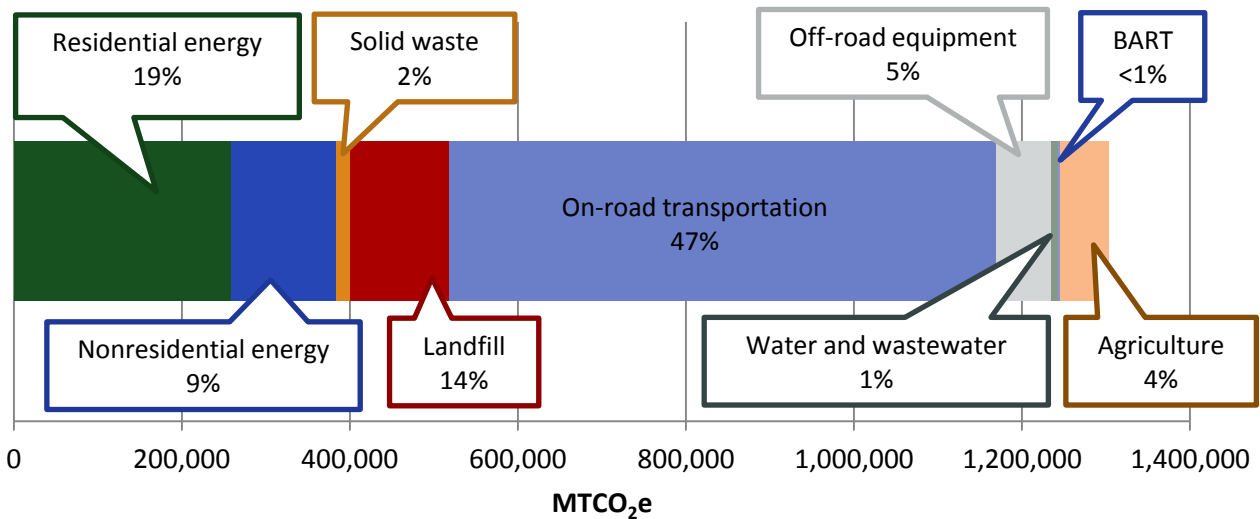 Residential energy
19%
Solid waste
2%
Off-road equipment
5%
BART
<1%
On-road transportation
47%
Nonresidential energy
9%
Landfill
14%
Water and wastewater
1%
Agriculture
4%
0
200,000
400,000
600,000
800,000
1,000,000
1,200,000
1,400,000
MTCO₂e